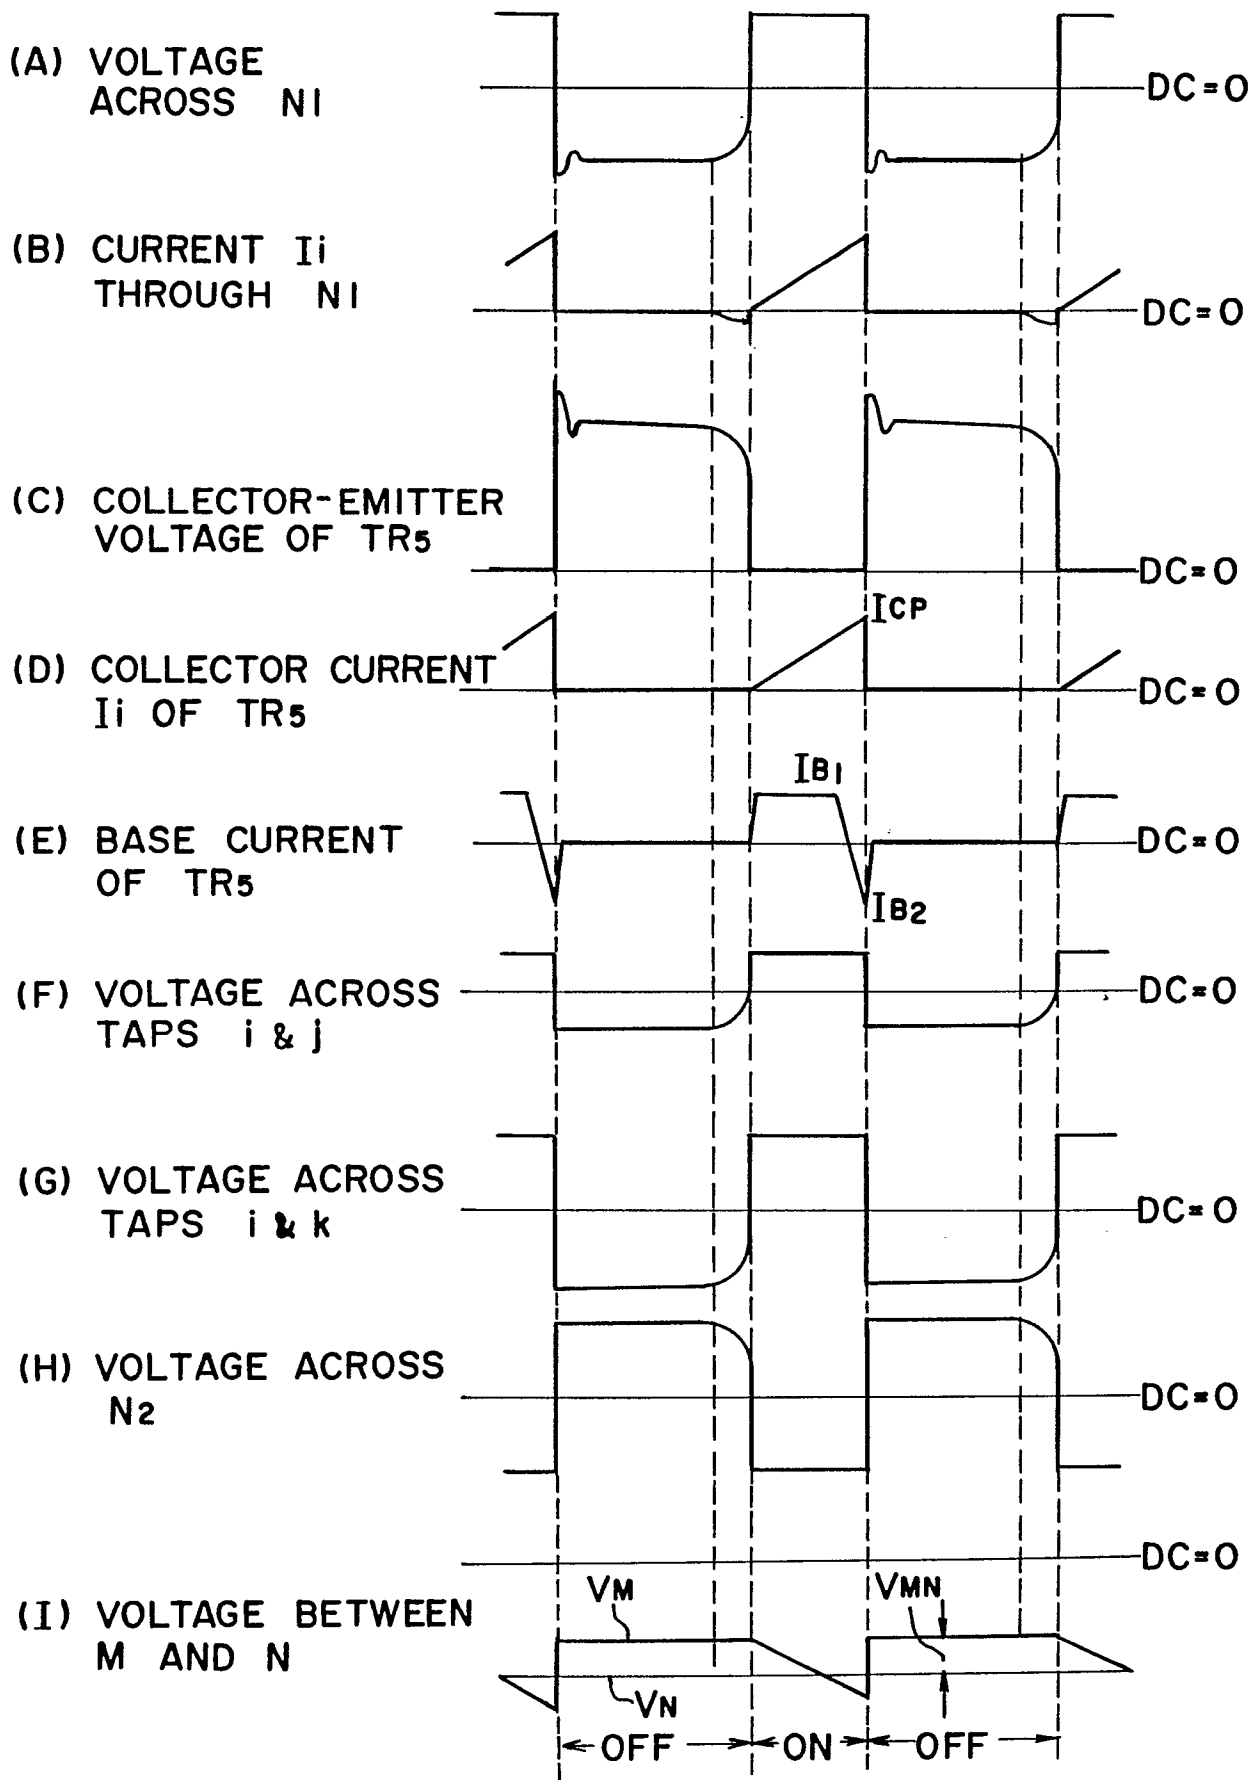 (A) VOLTAGE
ACROSS N1
DC=0
(B) CURRENT Ii
THROUGH N1
DC=0
(C) COLLECTOR-EMITTER
VOLTAGE OF TR5
DC=0
ICP
(D) COLLECTOR CURRENT
Ii OF TR5
DC=0
IB1
(E) BASE CURRENT
OF TR5
DC=0
IB2
(F) VOLTAGE ACROSS
TAPS i & j
DC=0
(G) VOLTAGE ACROSS
TAPS i & k
DC=0
(H) VOLTAGE ACROSS
N2
DC=0
DC=0
(I) VOLTAGE BETWEEN
M AND N
VM
VMN
VN
OFF ON OFF